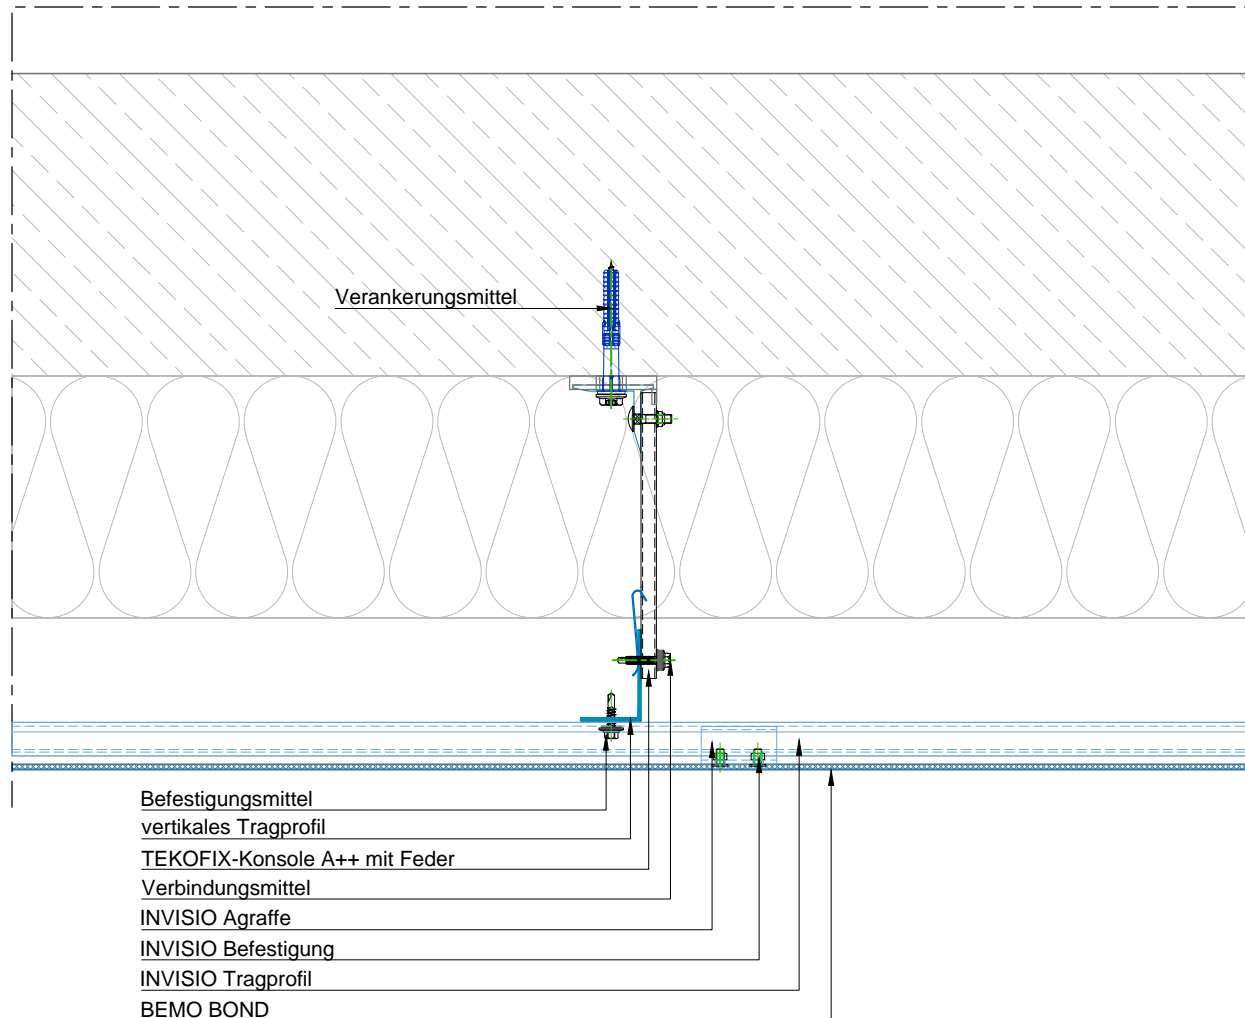 Verankerungsmittel
Befestigungsmittel
vertikales Tragprofil
TEKOFIX-Konsole A++ mit Feder
Verbindungsmittel
INVISIO Agraffe
INVISIO Befestigung
INVISIO Tragprofil
BEMO BOND